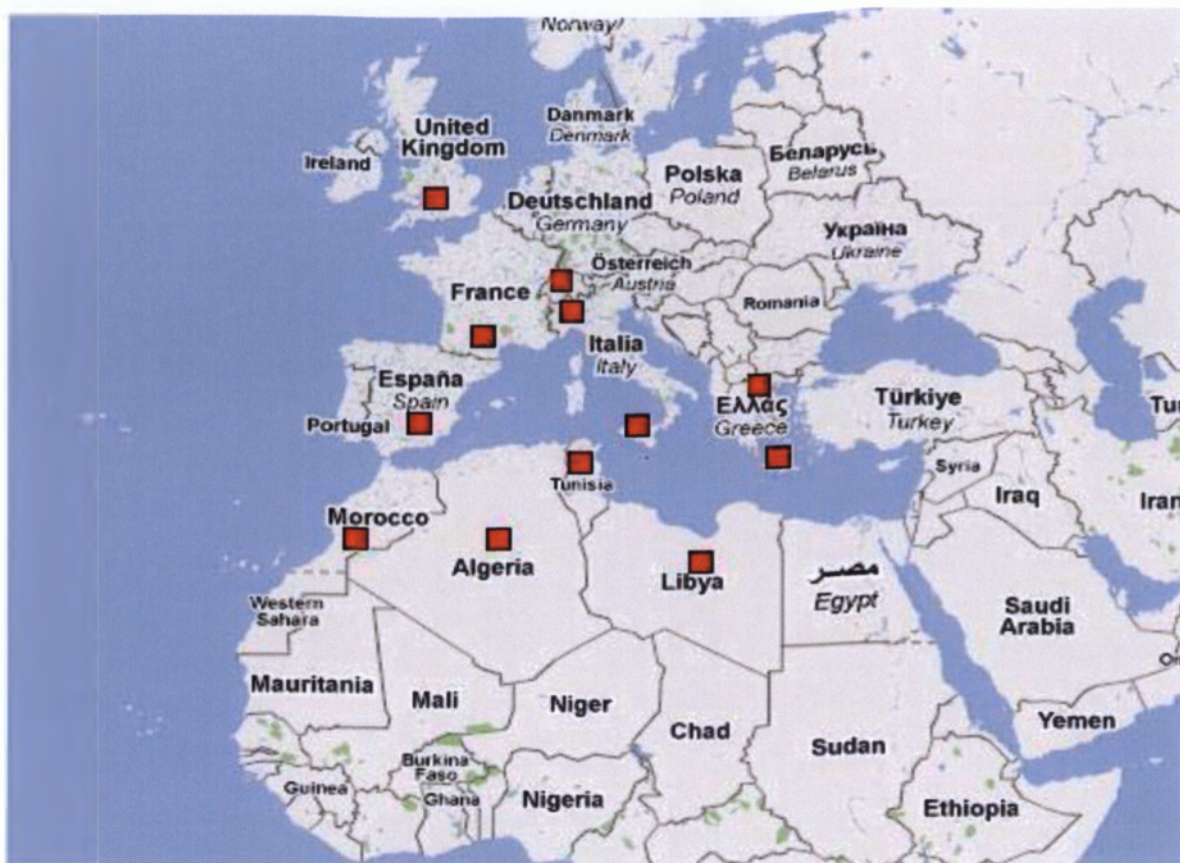 Norway)
Danmark
Denmark
United
Kingdom
Ireland
Беларусь
Belarus
Polska
Poland
Deutschland
Germany
Україна
Ukraine
Österreich
Austria
France
Romania
Italia
Italy
España
Spain
Portugal
Ελλάς
Greece
Türkiye
Turkey
Tu
Syria
Iraq
Iran
Tunisia
Morocco
Algeria
Libya
مصر
Egypt
Western
Sahara
Saudi
Arabia
Mauritania
Mali
Niger
Chad
Sudan
Yemen
Burkina
Faso
Guinea
Ghana
Nigeria
Ethiopia